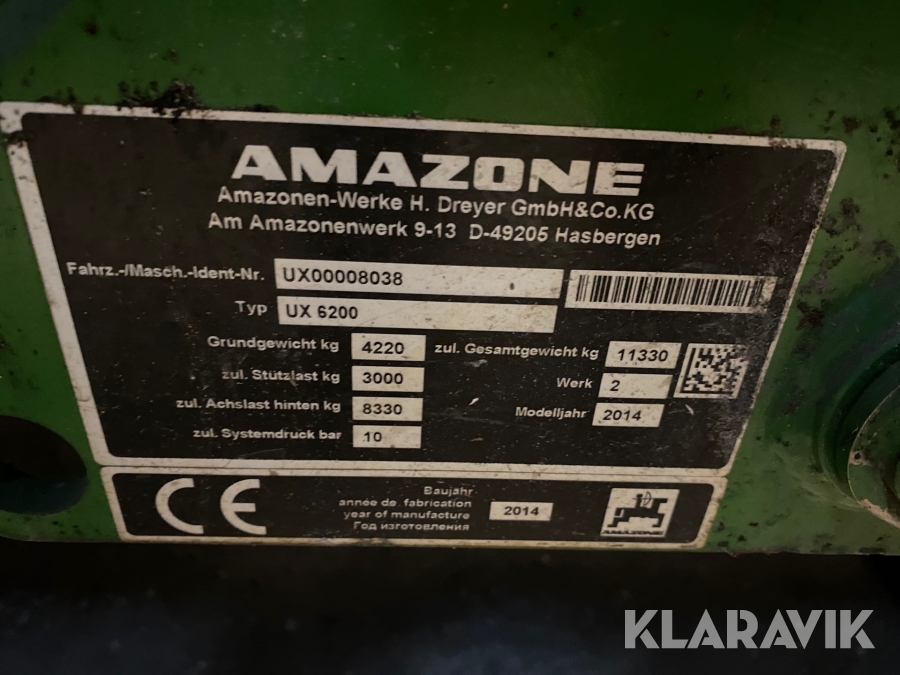 AMAZONE
Amazonen-Werke H. Dreyer GmbH&Co.KG
Am Amazonenwerk 9-13 D-49205 Hasbergen
Fahrz.-/Masch.-Ident-Nr. UX00008038
Typ UX 6200
Grundgewicht kg 4220 zul. Gesamtgewicht kg 11330
zul. Stützlast kg 3000 Werk 2
zul. Achslast hinten kg 8330 Modelljahr 2014
zul. Systemdruck bar 10
CE
Baujahr
année de fabrication
year of manufacture 2014
Год изготовления
AMAZONE
KLARAVIK